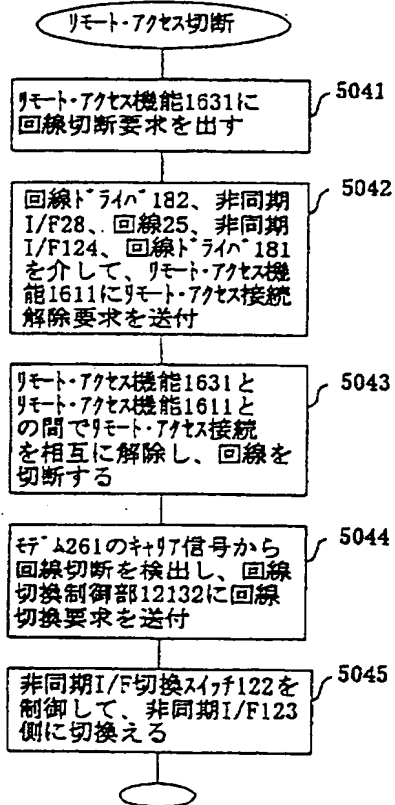 リモート・アクセス切断
リモート・アクセス機能1631に
回線切断要求を出す
5041
回線ドライバ182、非同期
I/F28、回線25、非同期
I/F124、回線ドライバ181
を介して、リモート・アクセス機
能1611にリモート・アクセス接続
解除要求を送付
5042
リモート・アクセス機能1631と
リモート・アクセス機能1611と
の間でリモート・アクセス接続
を相互に解除し、回線を
切断する
5043
モデム261のキャリア信号から
回線切断を検出し、回線
切換制御部12132に回線
切換要求を送付
5044
非同期I/F切換スイッチ122を
制御して、非同期I/F123
側に切換える
5045